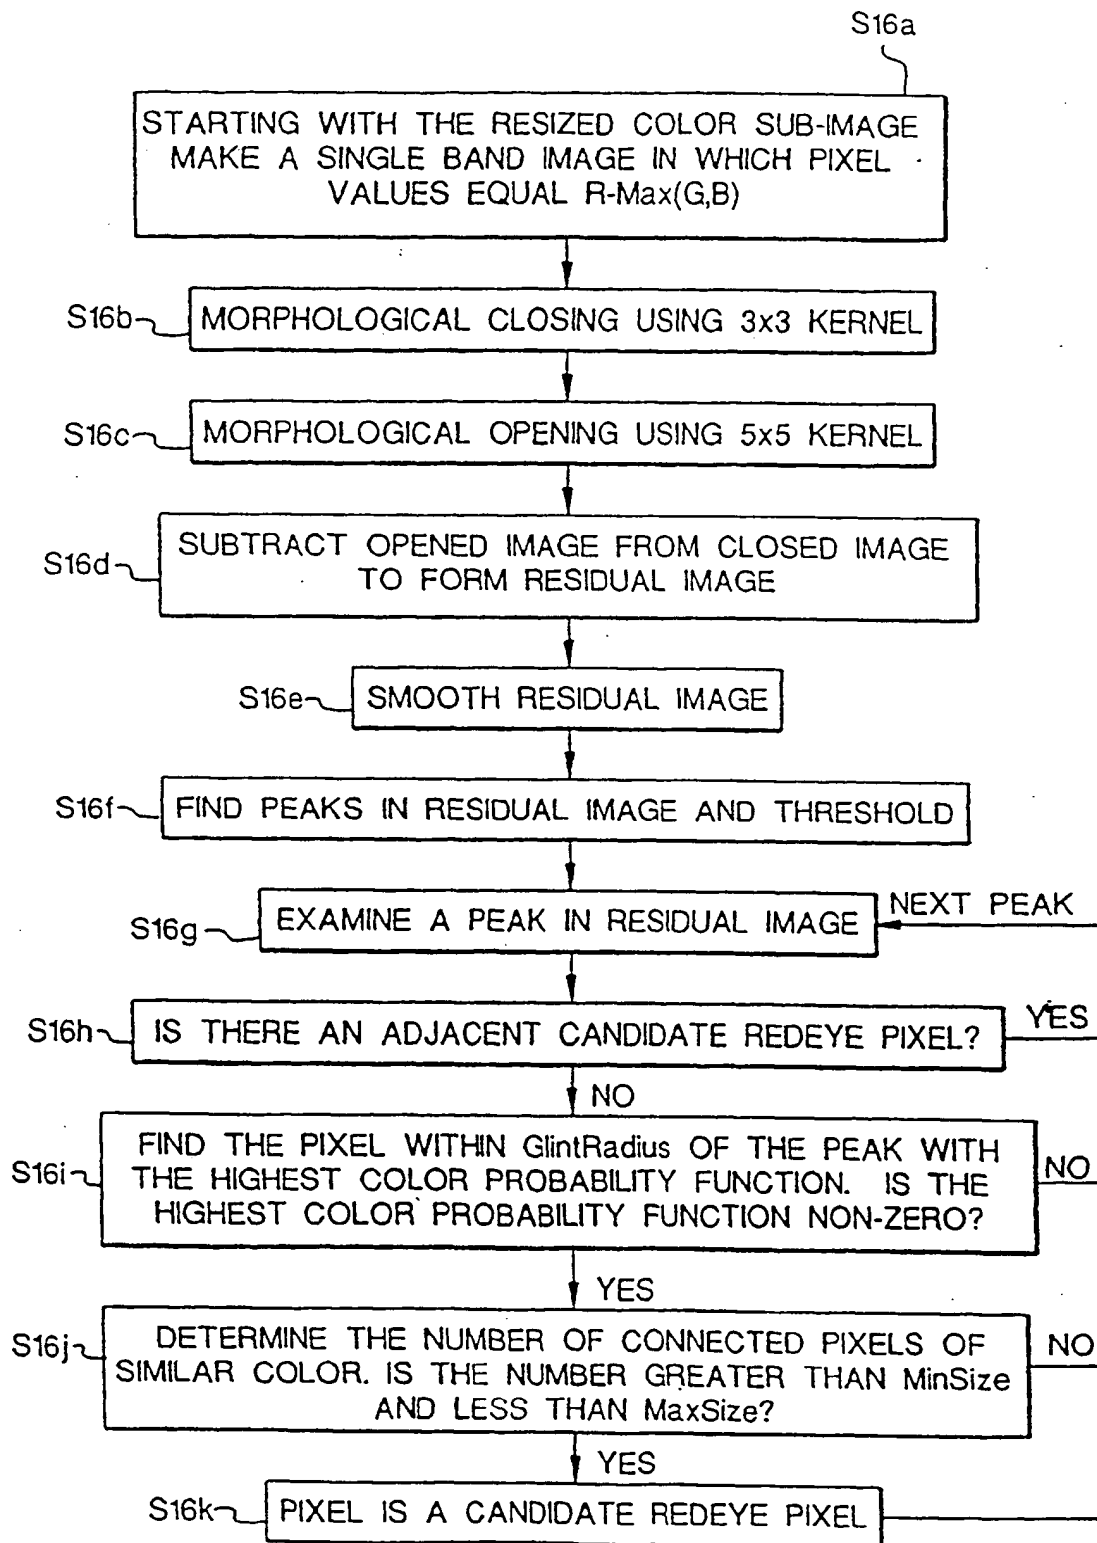 S16a
STARTING WITH THE RESIZED COLOR SUB-IMAGE
MAKE A SINGLE BAND IMAGE IN WHICH PIXEL
VALUES EQUAL R-Max(G,B)
S16b
MORPHOLOGICAL CLOSING USING 3x3 KERNEL
S16c
MORPHOLOGICAL OPENING USING 5x5 KERNEL
S16d
SUBTRACT OPENED IMAGE FROM CLOSED IMAGE
TO FORM RESIDUAL IMAGE
S16e
SMOOTH RESIDUAL IMAGE
S16f
FIND PEAKS IN RESIDUAL IMAGE AND THRESHOLD
S16g
EXAMINE A PEAK IN RESIDUAL IMAGE
NEXT PEAK
S16h
IS THERE AN ADJACENT CANDIDATE REDEYE PIXEL?
YES
NO
S16i
FIND THE PIXEL WITHIN GlintRadius OF THE PEAK WITH
THE HIGHEST COLOR PROBABILITY FUNCTION. IS THE
HIGHEST COLOR PROBABILITY FUNCTION NON-ZERO?
NO
YES
S16j
DETERMINE THE NUMBER OF CONNECTED PIXELS OF
SIMILAR COLOR. IS THE NUMBER GREATER THAN MinSize
AND LESS THAN MaxSize?
NO
YES
S16k
PIXEL IS A CANDIDATE REDEYE PIXEL